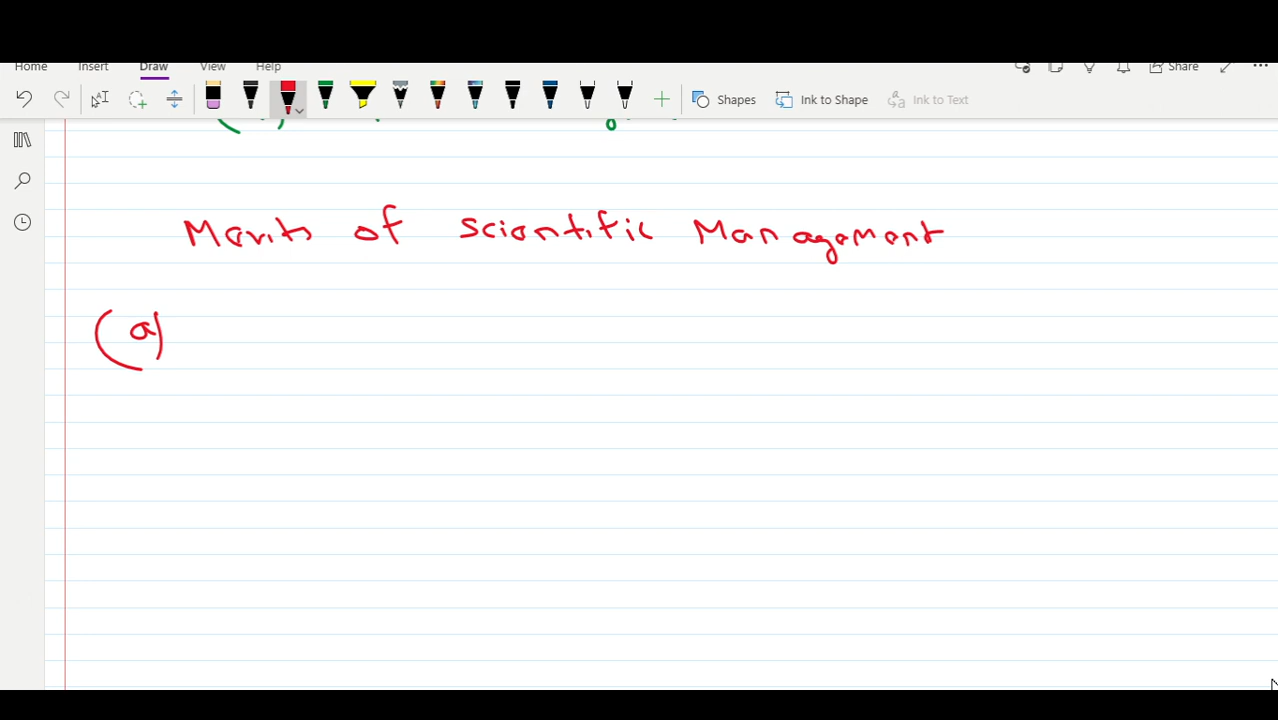 Home Insert Draw View Help Share
Shapes Ink to Shape Ink to Text
Merits of scientific Management
(a)